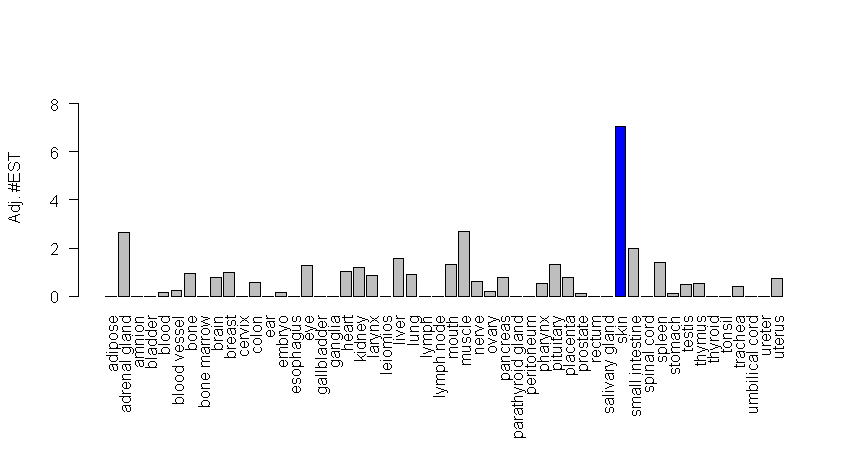 Adj. #EST
8
6
4
2
0
adipose
adrenal gland
amnion
bladder
blood
blood vessel
bone
bone marrow
brain
breast
cervix
colon
ear
embryo
esophagus
eye
gallbladder
ganglia
heart
kidney
larynx
leiomios
liver
lung
lymph
lymph node
mouth
muscle
nerve
ovary
pancreas
parathyroid gland
peritoneum
pharynx
pituitary
placenta
prostate
rectum
salivary gland
skin
small intestine
spinal cord
spleen
stomach
testis
thymus
thyroid
tonsil
trachea
umbilical cord
ureter
uterus